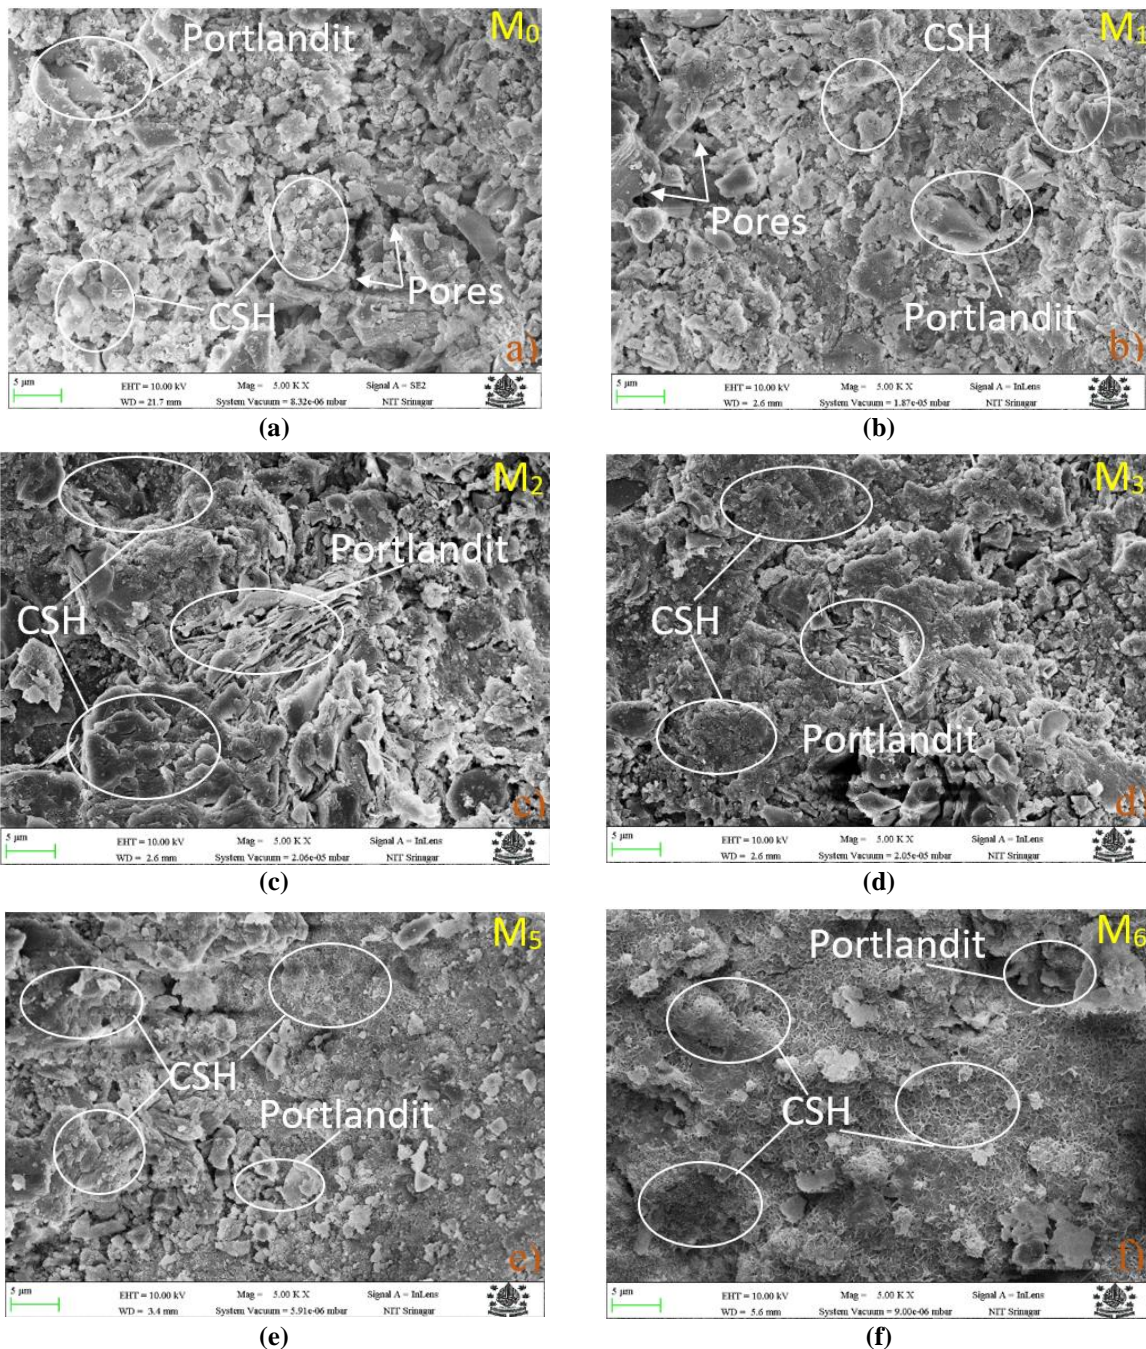 M0
Portlandit
CSH
Pores
a)
5 µm
EHT = 10.00 kV
Mag = 5.00 K X
Signal A = SE2
WD = 21.7 mm
System Vacuum = 8.32e-06 mbar
NIT Srinagar
(a)
M1
CSH
Pores
Portlandit
b)
5 µm
EHT = 10.00 kV
Mag = 5.00 K X
Signal A = InLens
WD = 2.6 mm
System Vacuum = 1.87e-05 mbar
NIT Srinagar
(b)
M2
Portlandit
CSH
c)
5 µm
EHT = 10.00 kV
Mag = 5.00 K X
Signal A = InLens
WD = 2.6 mm
System Vacuum = 2.06e-05 mbar
NIT Srinagar
(c)
M3
CSH
Portlandit
d)
5 µm
EHT = 10.00 kV
Mag = 5.00 K X
Signal A = InLens
WD = 2.6 mm
System Vacuum = 2.05e-05 mbar
NIT Srinagar
(d)
M5
CSH
Portlandit
e)
5 µm
EHT = 10.00 kV
Mag = 5.00 K X
Signal A = InLens
WD = 3.4 mm
System Vacuum = 5.91e-06 mbar
NIT Srinagar
(e)
M6
Portlandit
CSH
f)
5 µm
EHT = 10.00 kV
Mag = 5.00 K X
Signal A = InLens
WD = 5.6 mm
System Vacuum = 9.00e-06 mbar
NIT Srinagar
(f)